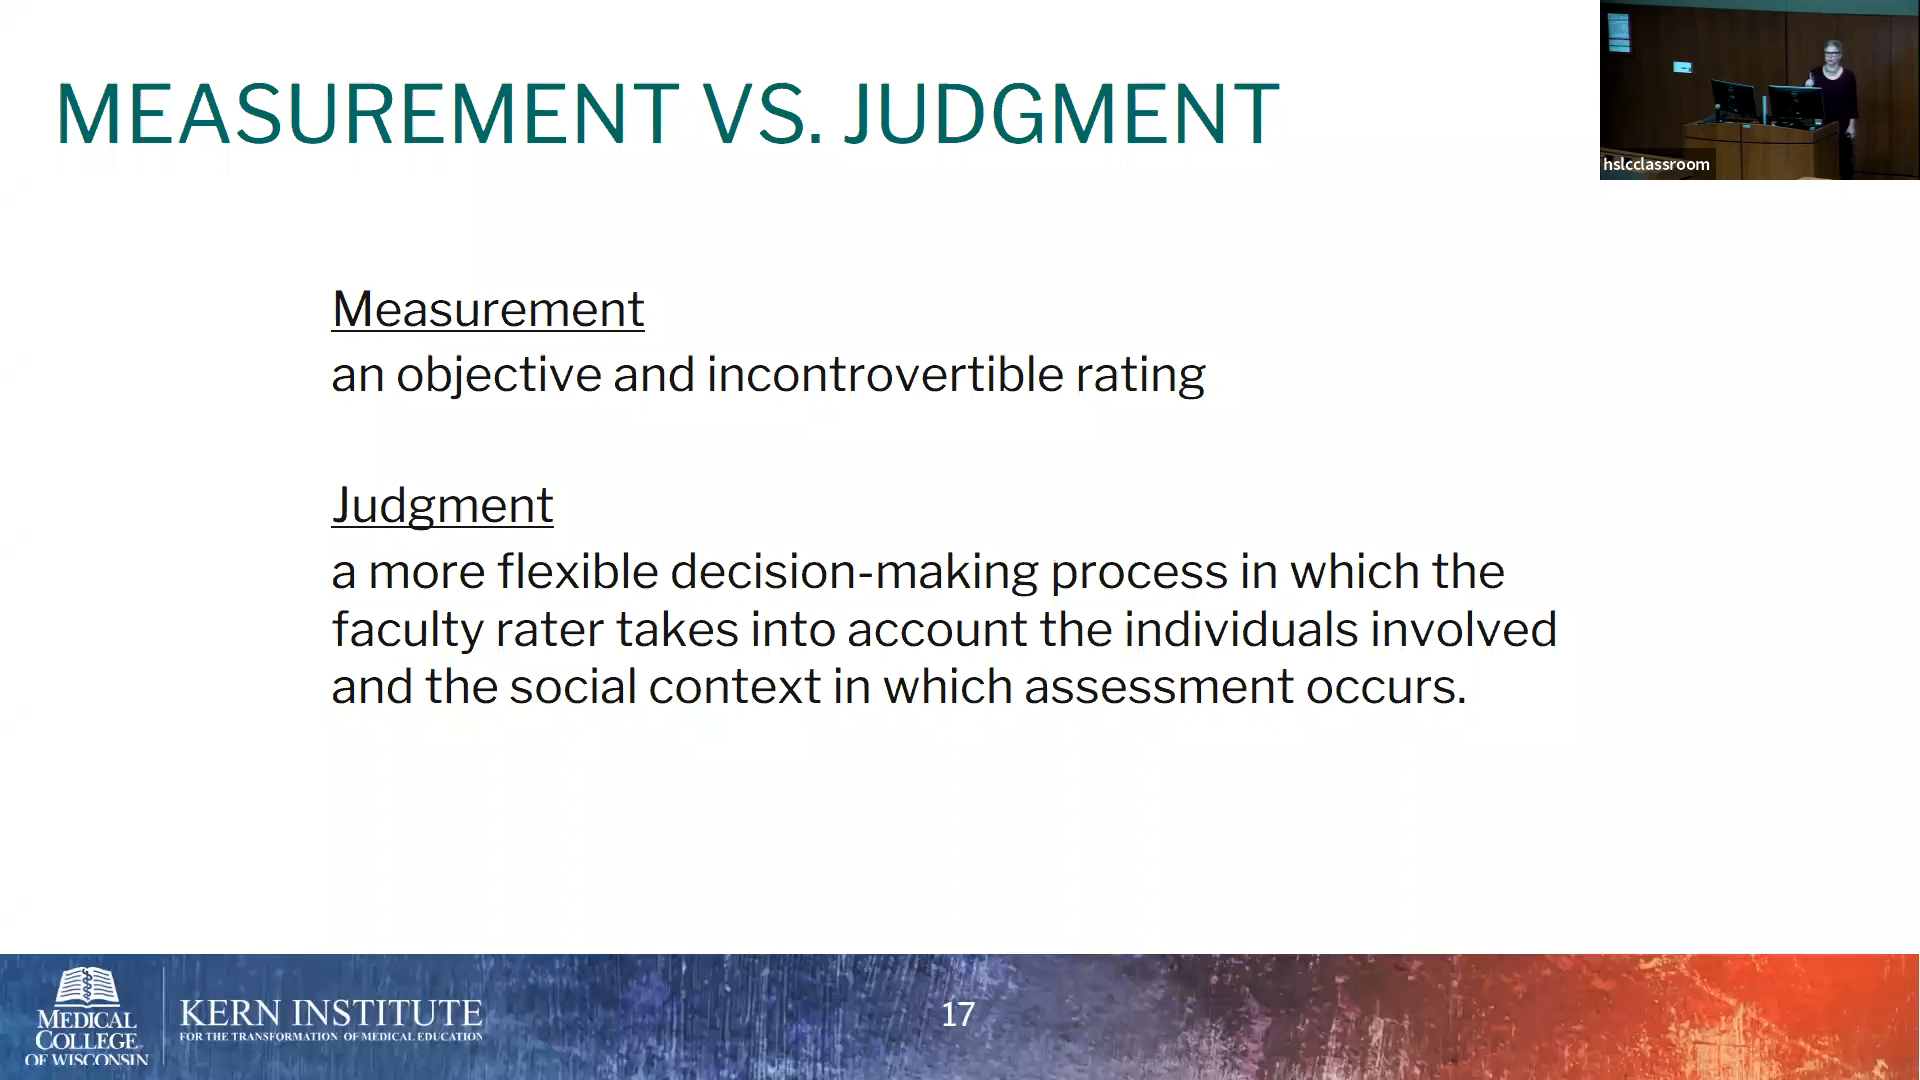 MEASUREMENT VS. JUDGMENT
hslcclassroom
Measurement
an objective and incontrovertible rating
Judgment
a more flexible decision-making process in which the
faculty rater takes into account the individuals involved
and the social context in which assessment occurs.
MEDICAL
COLLEGE
OF WISCONSIN
KERN INSTITUTE
FOR THE TRANSFORMATION OF MEDICAL EDUCATION
17